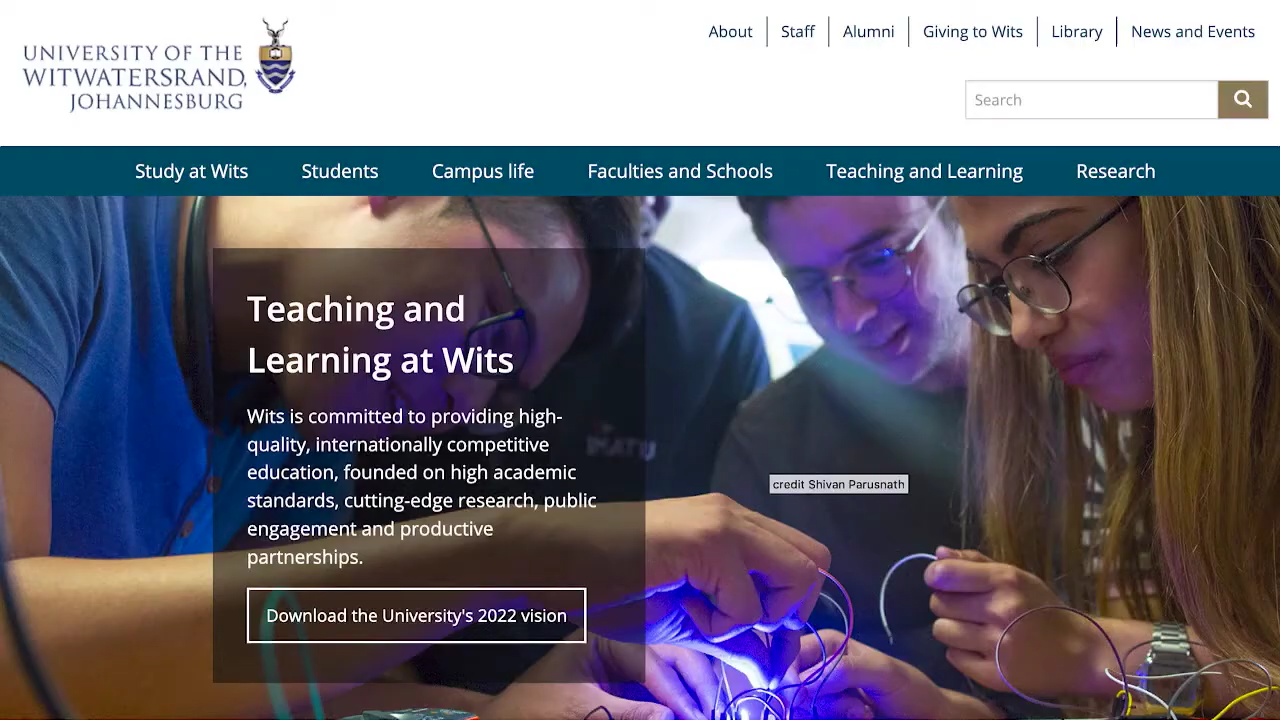 UNIVERSITY OF THE
WITWATERSRAND,
JOHANNESBURG
About
Staff
Alumni
Giving to Wits
Library
News and Events
Search
Study at Wits
Students
Campus life
Faculties and Schools
Teaching and Learning
Research
Teaching and
Learning at Wits
Wits is committed to providing high-
quality, internationally competitive
education, founded on high academic
standards, cutting-edge research, public
engagement and productive
partnerships.
credit Shivan Parusnath
Download the University's 2022 vision